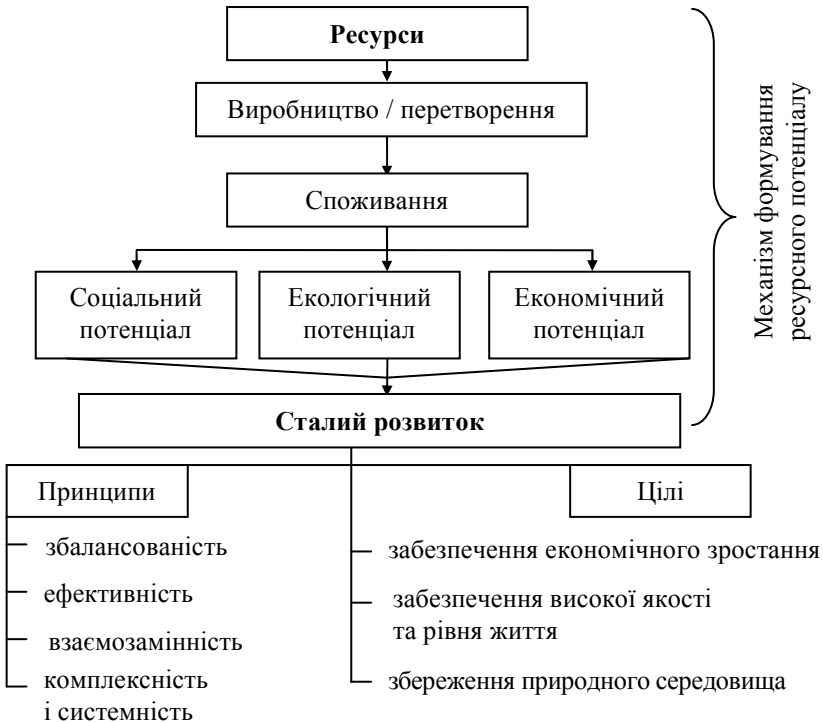 Ресурси
Виробництво / перетворення
Споживання
Соціальний
потенціал
Екологічний
потенціал
Економічний
потенціал
Сталий розвиток
Механізм формування
ресурсного потенціалу
Принципи
збалансованість
ефективність
взаємозамінність
комплексність
і системність
Цілі
забезпечення економічного зростання
забезпечення високої якості
та рівня життя
збереження природного середовища